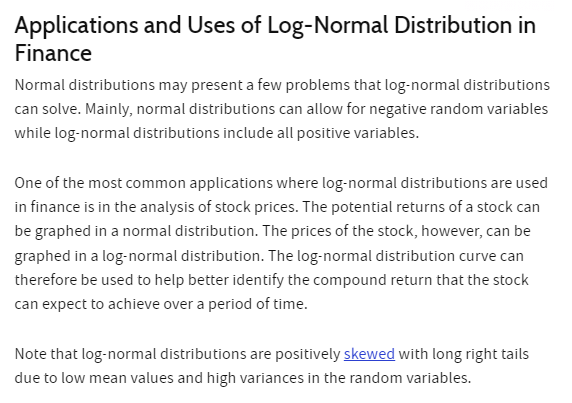 Applications and Uses of Log-Normal Distribution in
Finance
Normal distributions may present a few problems that log-normal distributions
can solve. Mainly, normal distributions can allow for negative random variables
while log-normal distributions include all positive variables.
One of the most common applications where log-normal distributions are used
in finance is in the analysis of stock prices. The potential returns of a stock can
be graphed in a normal distribution. The prices of the stock, however, can be
graphed in a log-normal distribution. The log-normal distribution curve can
therefore be used to help better identify the compound return that the stock
can expect to achieve over a period of time.
Note that log-normal distributions are positively skewed with long right tails
due to low mean values and high variances in the random variables.